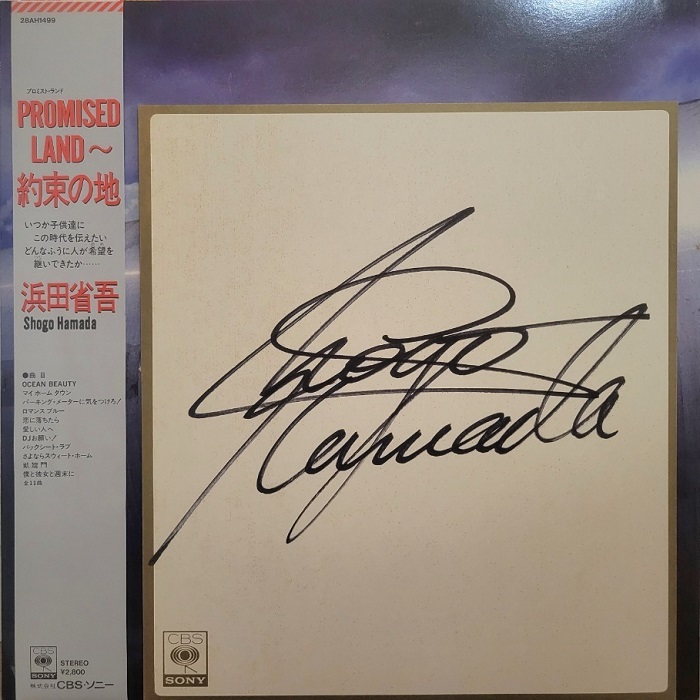 28AH1499
プロミスト・ランド
PROMISED
LAND～
約束の地
いつか子供達に
この時代を伝えたい
どんなふうに人が希望を
継いできたか……
浜田省吾
Shogo Hamada
●曲目
OCEAN BEAUTY
マイ ホーム タウン
パーキング・メーターに気をつけろ!
ロマンス ブルー
恋に落ちたら
愛しい人へ
DJお願い!
バックシート・ラブ
さよならスウィート・ホーム
凱旋門
僕と彼女と週末に
全11曲
CBS
SONY
STEREO
¥2,800
株式会社 CBS・ソニー
Shogo
Hamada
CBS
SONY